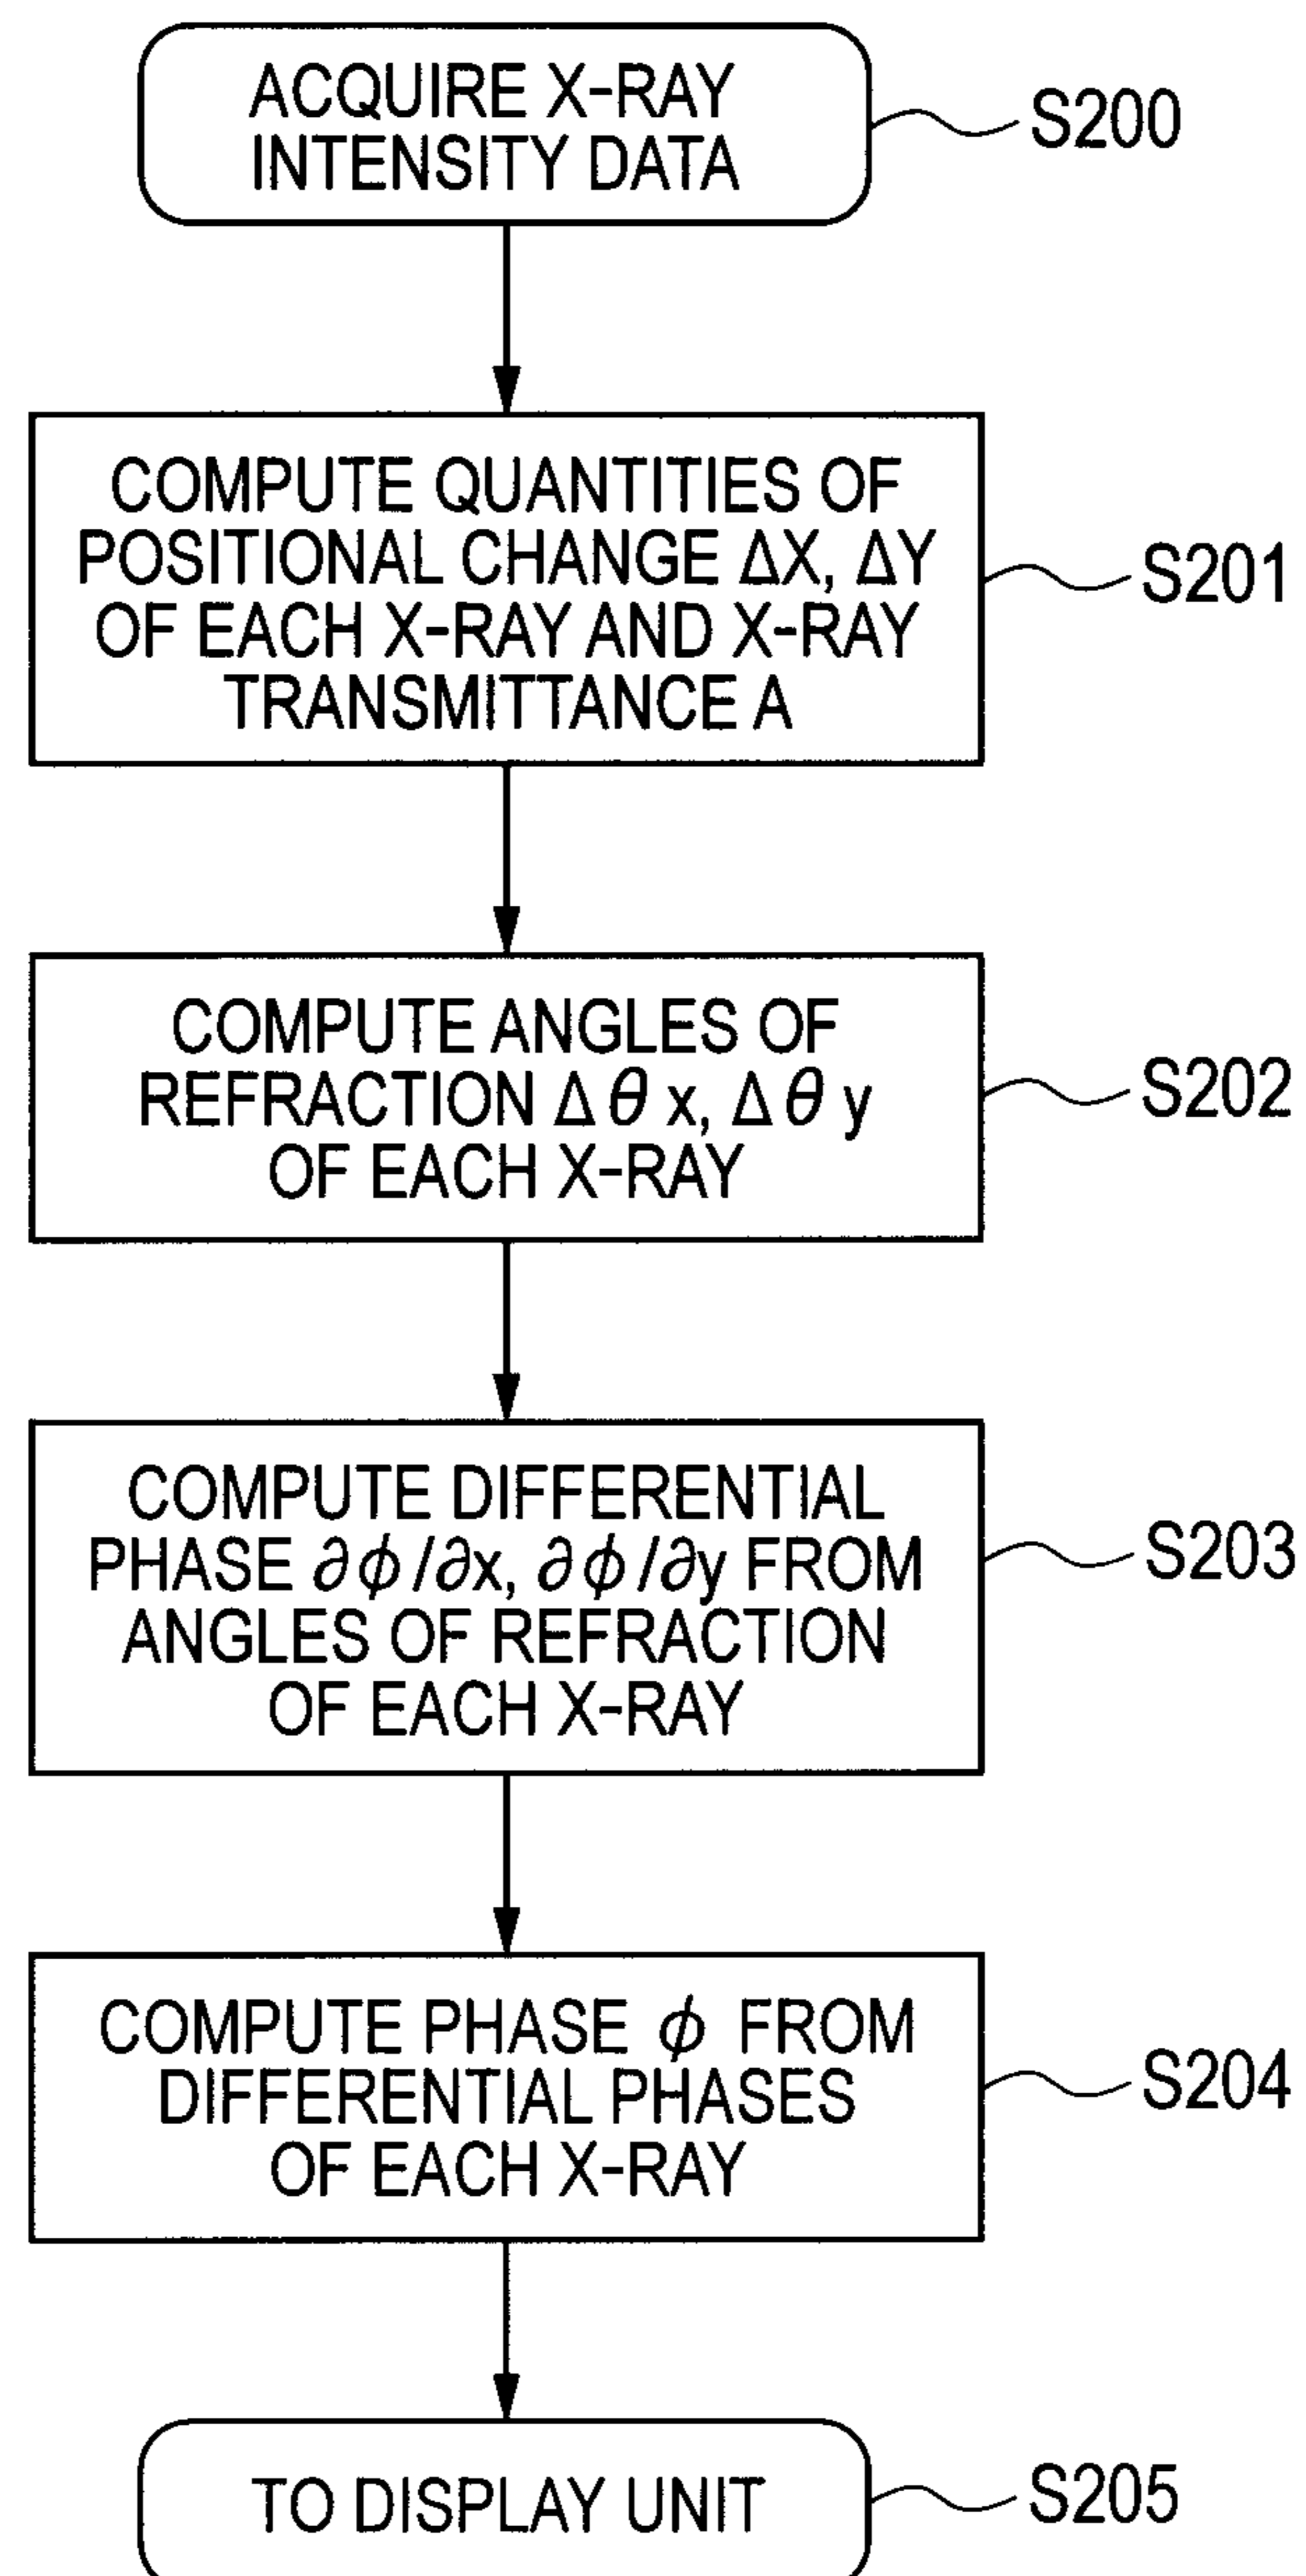 ACQUIRE X-RAY
INTENSITY DATA
S200
COMPUTE QUANTITIES OF
POSITIONAL CHANGE ΔX, ΔY
OF EACH X-RAY AND X-RAY
TRANSMITTANCE A
S201
COMPUTE ANGLES OF
REFRACTION Δθx, Δθy
OF EACH X-RAY
S202
COMPUTE DIFFERENTIAL
PHASE ∂ϕ/∂x, ∂ϕ/∂y FROM
ANGLES OF REFRACTION
OF EACH X-RAY
S203
COMPUTE PHASE ϕ FROM
DIFFERENTIAL PHASES
OF EACH X-RAY
S204
TO DISPLAY UNIT
S205